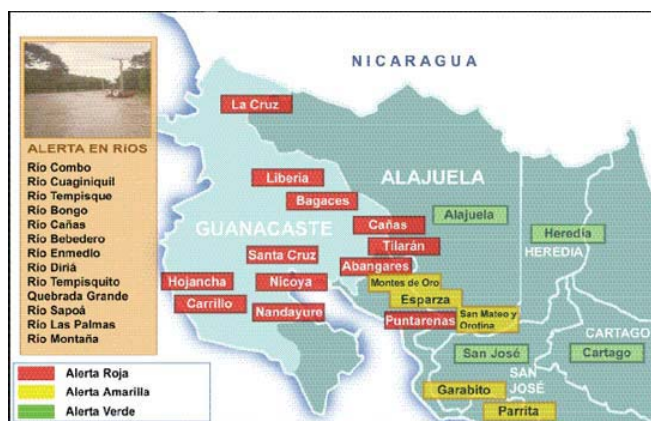 NICARAGUA
ALERTA EN RíOS
Río Combo
Río Cuaginiquil
Río Tempisque
Río Bongo
Río Cañas
Río Bebedero
Río Enmedio
Río Diriá
Río Tempisquito
Quebrada Grande
Río Sapoá
Río Las Palmas
Río Montaña
Alerta Roja
Alerta Amarilla
Alerta Verde
La Cruz
Liberia
Bagaces
ALAJUELA
Cañas
Alajuela
Heredia
HEREDIA
GUANACASTE
Tilarán
Santa Cruz
Abangares
Hojancha
Nicoya
Montes de Oro
Carrillo
Esparza
Nandayure
Puntarenas
San Mateo y
Orotina
CARTAGO
San José
Cartago
SAN
JOSÉ
Garabito
Parrita